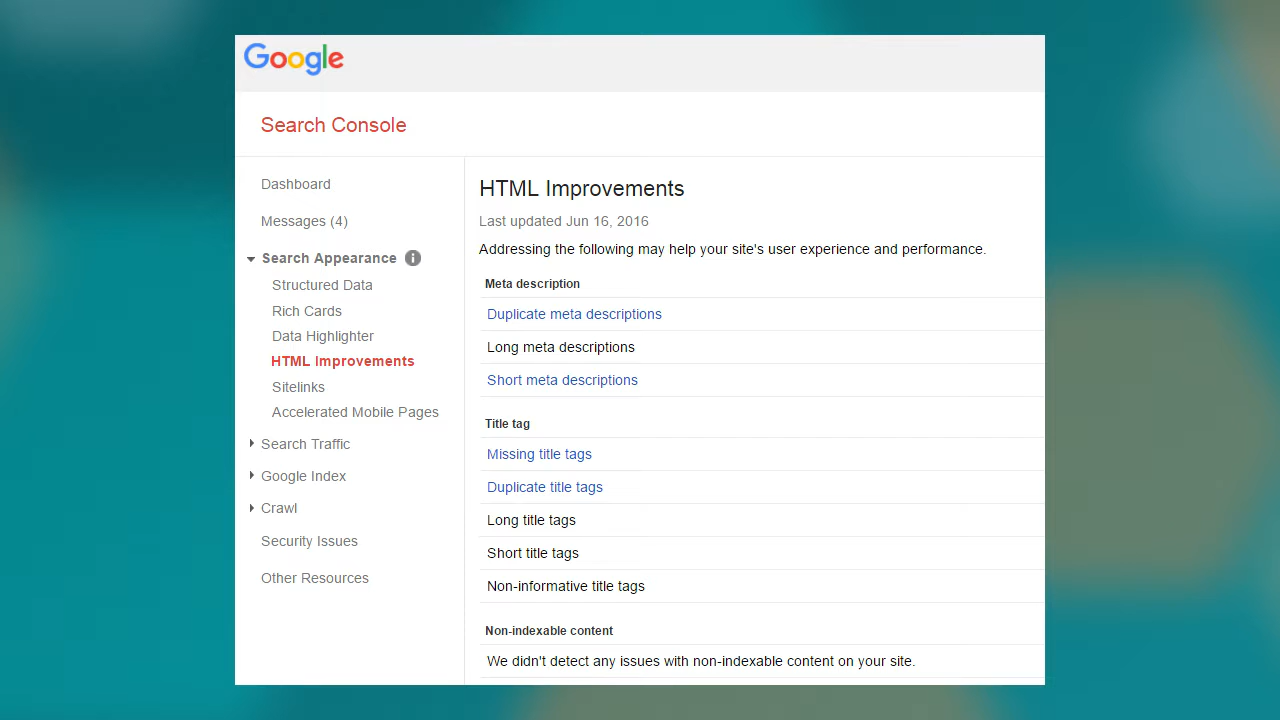 Google
Search Console
Dashboard
Messages (4)
Search Appearance
Structured Data
Rich Cards
Data Highlighter
HTML Improvements
Sitelinks
Accelerated Mobile Pages
Search Traffic
Google Index
Crawl
Security Issues
Other Resources
HTML Improvements
Last updated Jun 16, 2016
Addressing the following may help your site's user experience and performance.
Meta description
Duplicate meta descriptions
Long meta descriptions
Short meta descriptions
Title tag
Missing title tags
Duplicate title tags
Long title tags
Short title tags
Non-informative title tags
Non-indexable content
We didn't detect any issues with non-indexable content on your site.